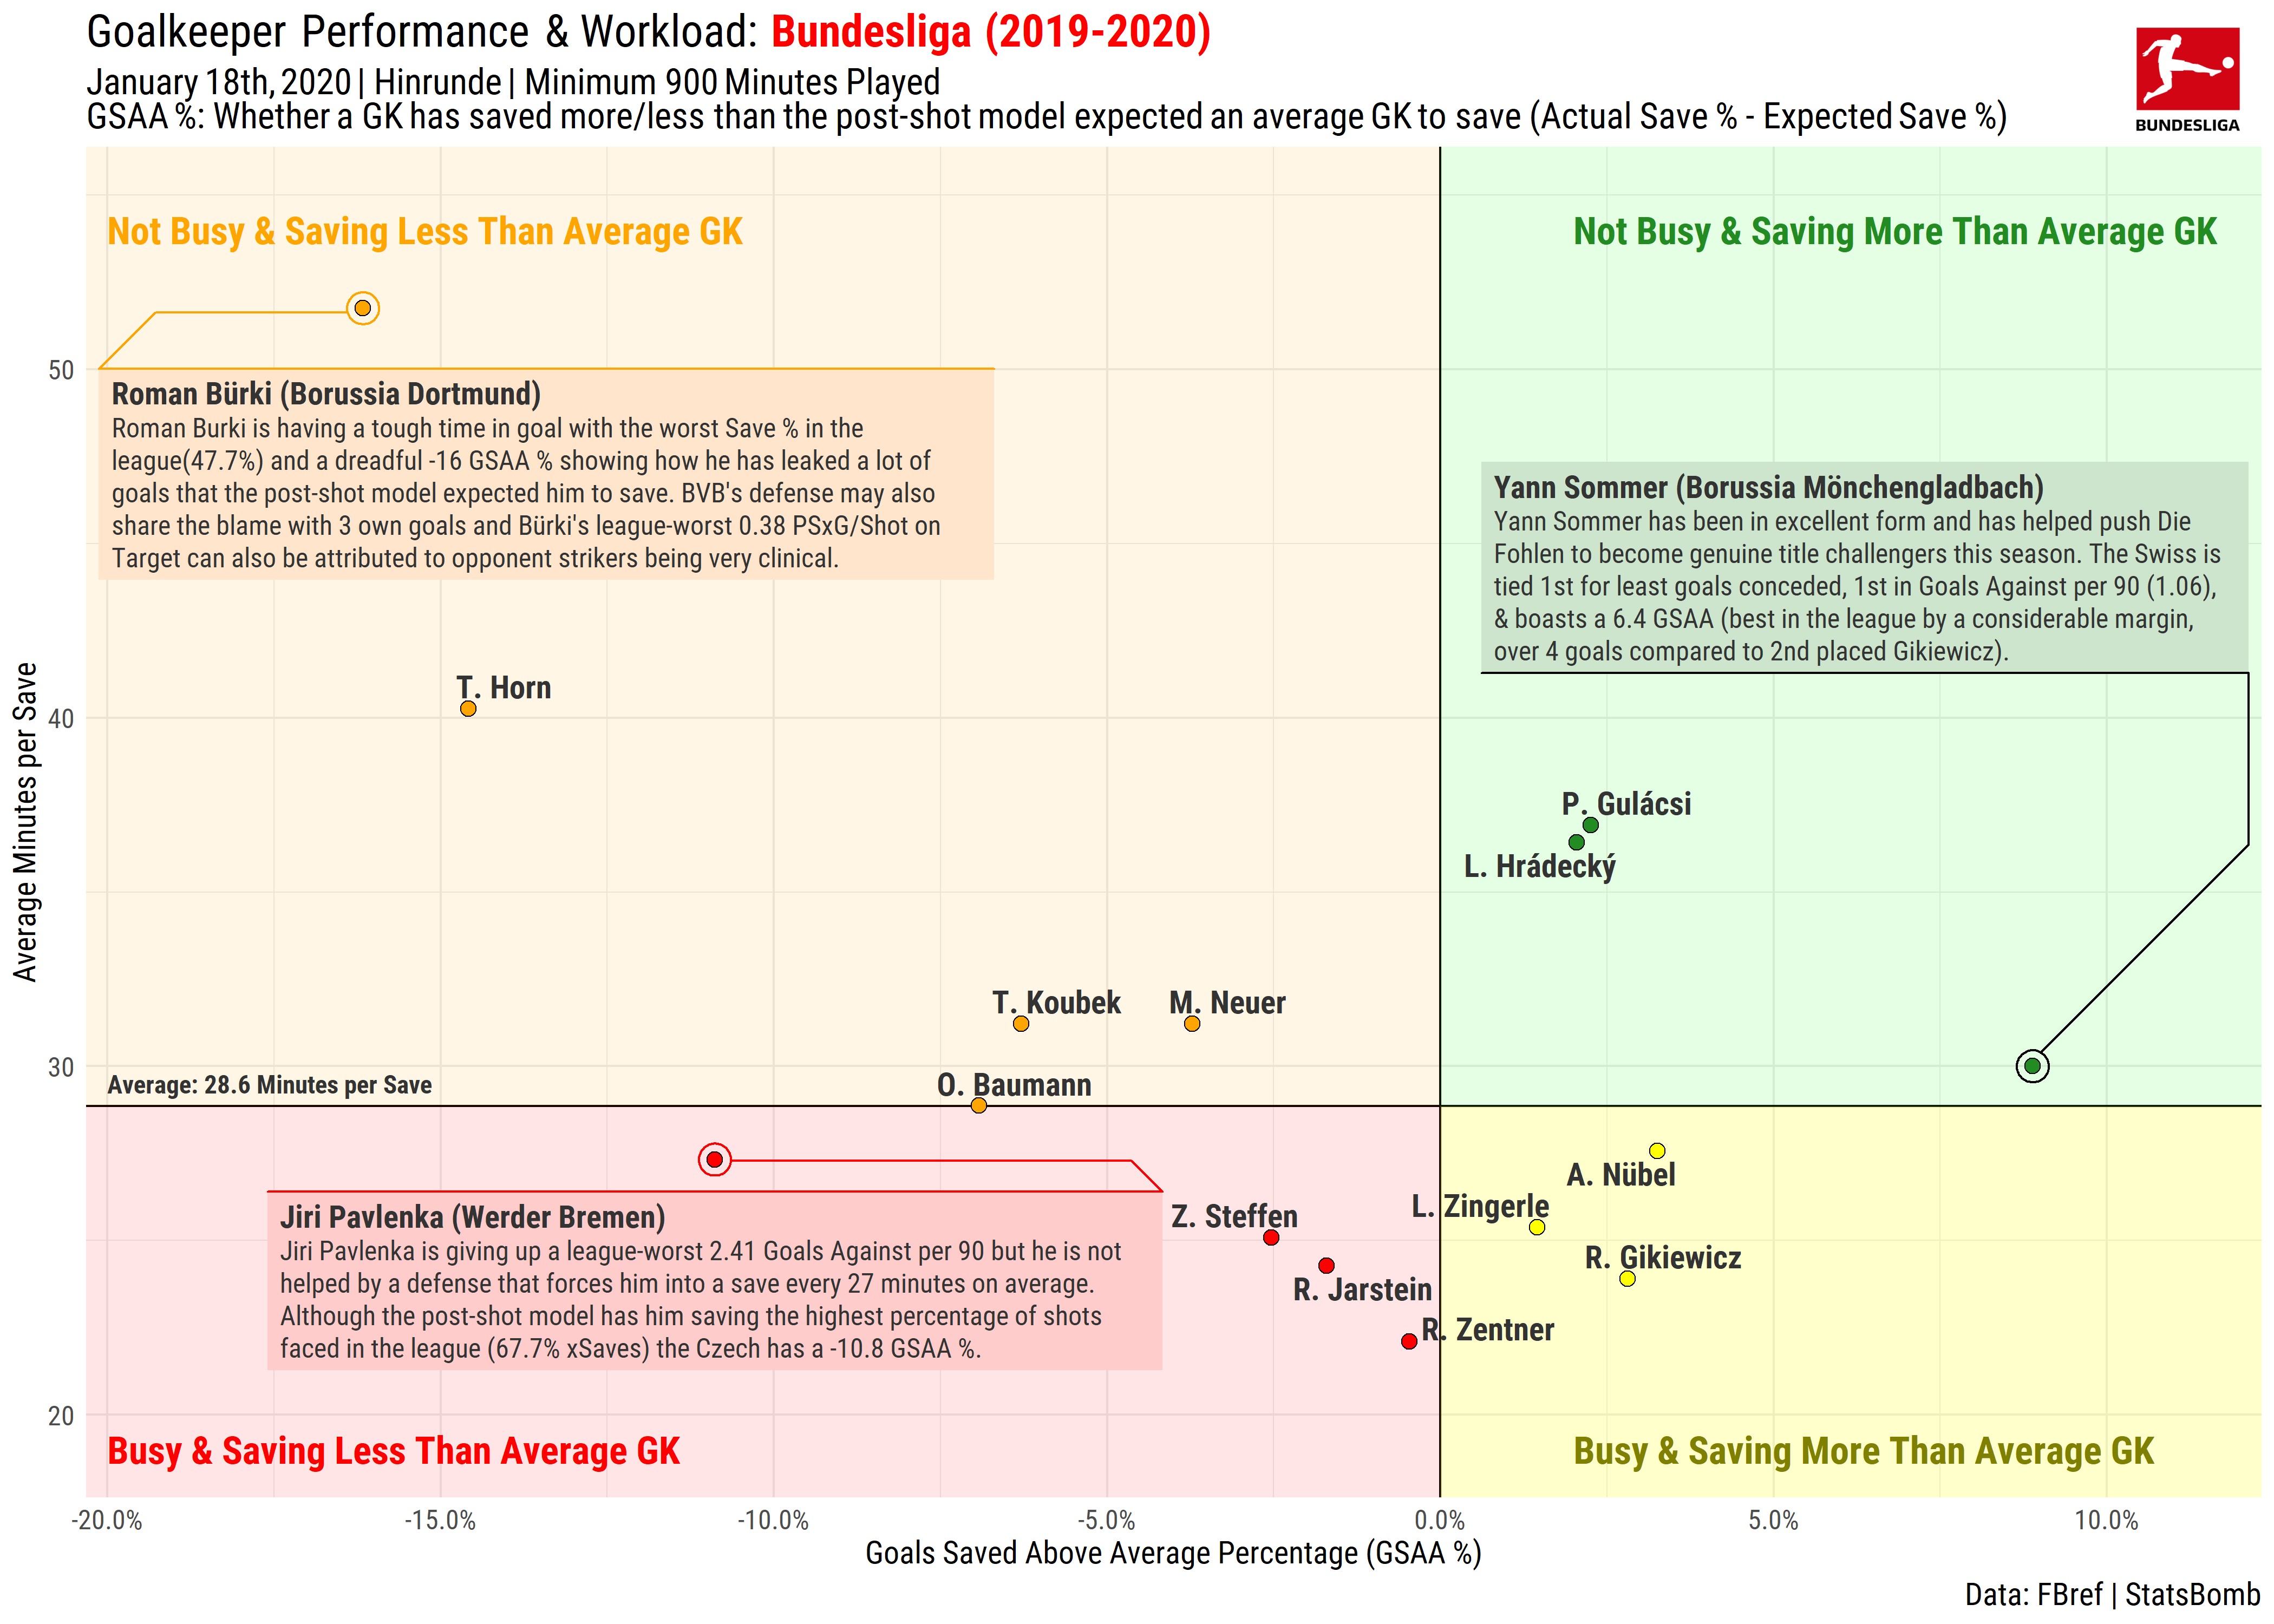 Goalkeeper Performance & Workload: Bundesliga (2019-2020)
January 18th, 2020 | Hinrunde | Minimum 900 Minutes Played
GSAA %: Whether a GK has saved more/less than the post-shot model expected an average GK to save (Actual Save % - Expected Save %)
BUNDESLIGA
Not Busy & Saving Less Than Average GK
Not Busy & Saving More Than Average GK
Roman Bürki (Borussia Dortmund)
Roman Burki is having a tough time in goal with the worst Save % in the
league(47.7%) and a dreadful -16 GSAA % showing how he has leaked a lot of
goals that the post-shot model expected him to save. BVB's defense may also
share the blame with 3 own goals and Bürki's league-worst 0.38 PSxG/Shot on
Target can also be attributed to opponent strikers being very clinical.
Yann Sommer (Borussia Mönchengladbach)
Yann Sommer has been in excellent form and has helped push Die
Fohlen to become genuine title challengers this season. The Swiss is
tied 1st for least goals conceded, 1st in Goals Against per 90 (1.06),
& boasts a 6.4 GSAA (best in the league by a considerable margin,
over 4 goals compared to 2nd placed Gikiewicz).
T. Horn
P. Gulácsi
L. Hrádecký
T. Koubek
M. Neuer
O. Baumann
Average: 28.6 Minutes per Save
A. Nübel
Z. Steffen
L. Zingerle
R. Gikiewicz
R. Jarstein
R. Zentner
Jiri Pavlenka (Werder Bremen)
Jiri Pavlenka is giving up a league-worst 2.41 Goals Against per 90 but he is not
helped by a defense that forces him into a save every 27 minutes on average.
Although the post-shot model has him saving the highest percentage of shots
faced in the league (67.7% xSaves) the Czech has a -10.8 GSAA %.
Busy & Saving Less Than Average GK
Busy & Saving More Than Average GK
50
40
30
20
Average Minutes per Save
-20.0%
-15.0%
-10.0%
-5.0%
0.0%
5.0%
10.0%
Goals Saved Above Average Percentage (GSAA %)
Data: FBref | StatsBomb